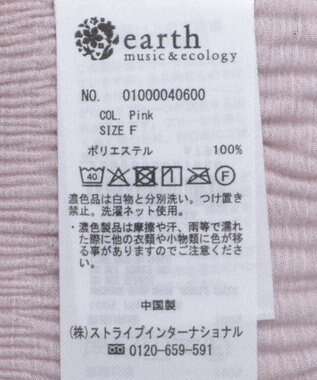 earth
music&ecology
NO. 01000040600
COL. Pink
SIZE F
ポリエステル 100%
40 F
濃色品は白物と分別洗い。つけ置き
禁止。洗濯ネット使用。
・濃色製品は摩擦や汗、雨等で濡れ
た際に他の衣類や小物類に色が移
る事がありますのでご注意くださ
い。
中国製
(株)ストライプインターナショナル
0120-659-591